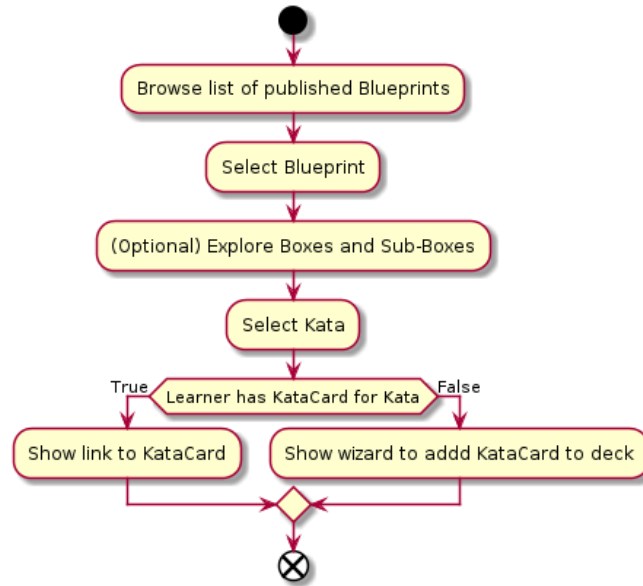 Browse list of published Blueprints
Select Blueprint
(Optional) Explore Boxes and Sub-Boxes
Select Kata
True
Learner has KataCard for Kata
False
Show link to KataCard
Show wizard to addd KataCard to deck